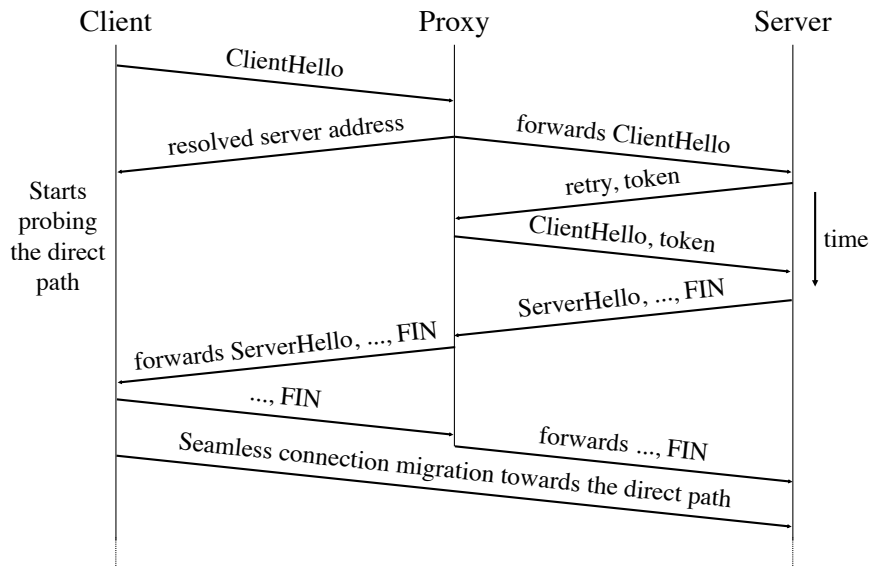 Client
Proxy
Server
ClientHello
resolved server address
forwards ClientHello
retry, token
Starts
probing
the direct
path
ClientHello, token
time
ServerHello, ..., FIN
forwards ServerHello, ..., FIN
..., FIN
forwards ..., FIN
Seamless connection migration towards the direct path